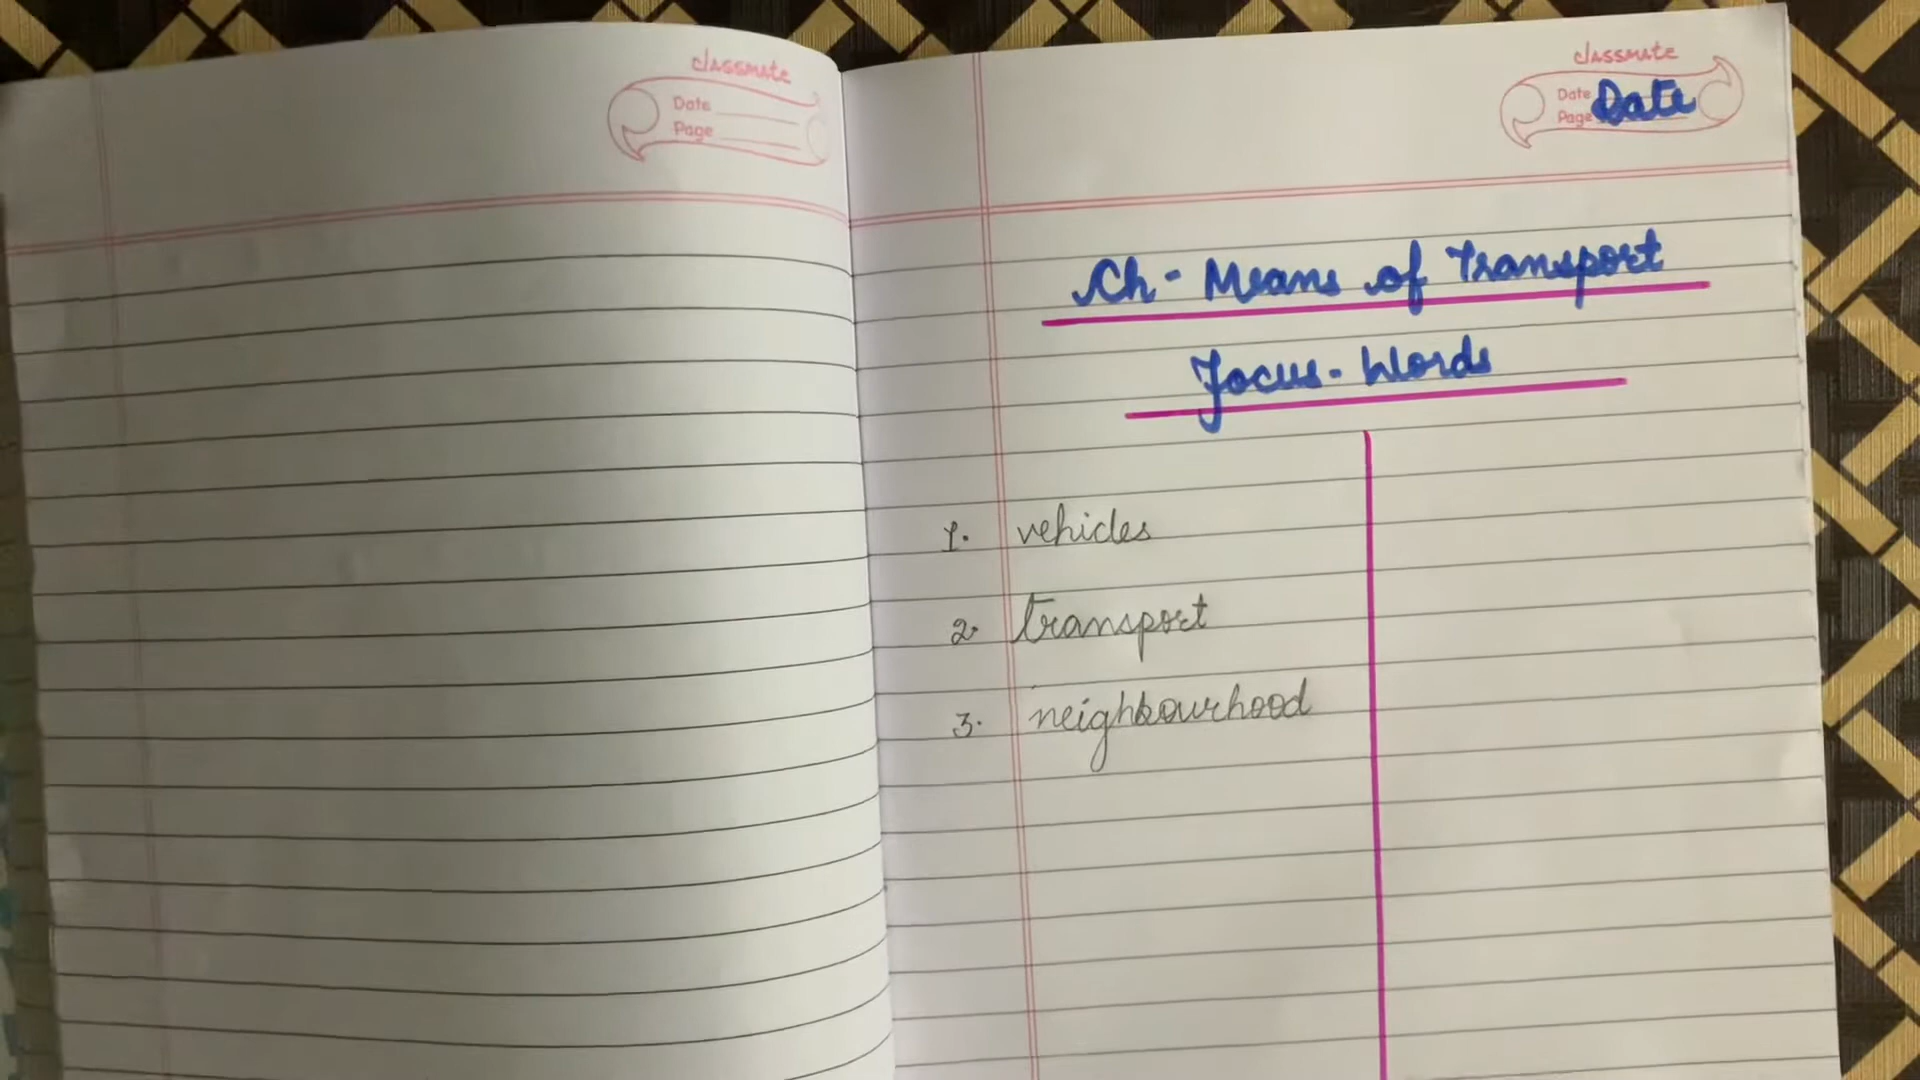 classmate
Date
Page
classmate
Date Date
Page
Ch - Means of Transport
Focus - Words
1. vehicles
2. transport
3. neighbourhood